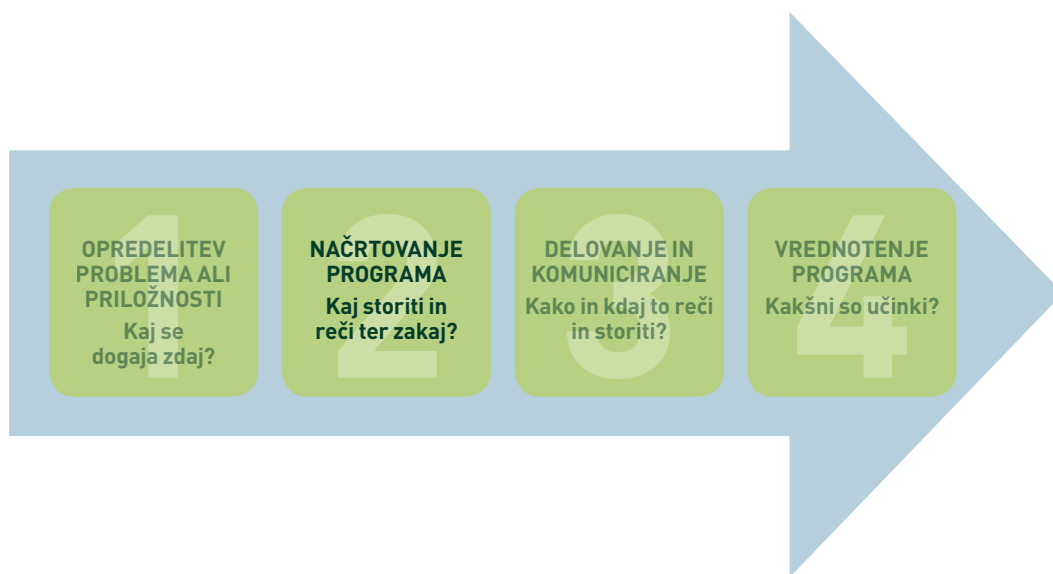 1
OPREDELITEV
PROBLEMA ALI
PRILOŽNOSTI
Kaj se
dogaja zdaj?
2
NAČRTOVANJE
PROGRAMA
Kaj storiti in
reči ter zakaj?
3
DELOVANJE IN
KOMUNICIRANJE
Kako in kdaj to reči
in storiti?
4
VREDNOTENJE
PROGRAMA
Kakšni so učinki?